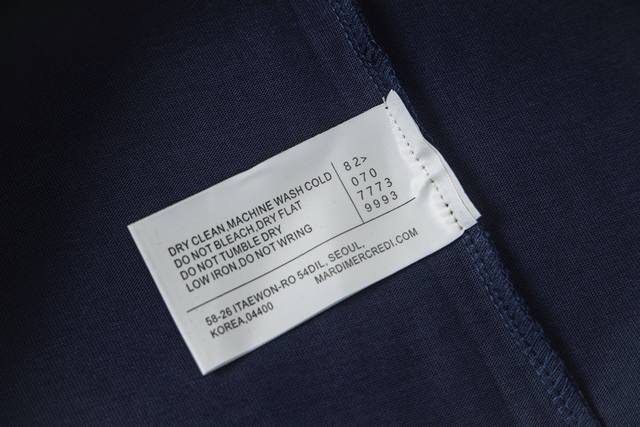 DRY CLEAN,MACHINE WASH COLD
DO NOT BLEACH,DRY FLAT
DO NOT TUMBLE DRY
LOW IRON,DO NOT WRING
82>
070
7773
9993
58-26 ITAEWON-RO 54DIL, SEOUL,
KOREA,04400
MARDIMERCREDI.COM